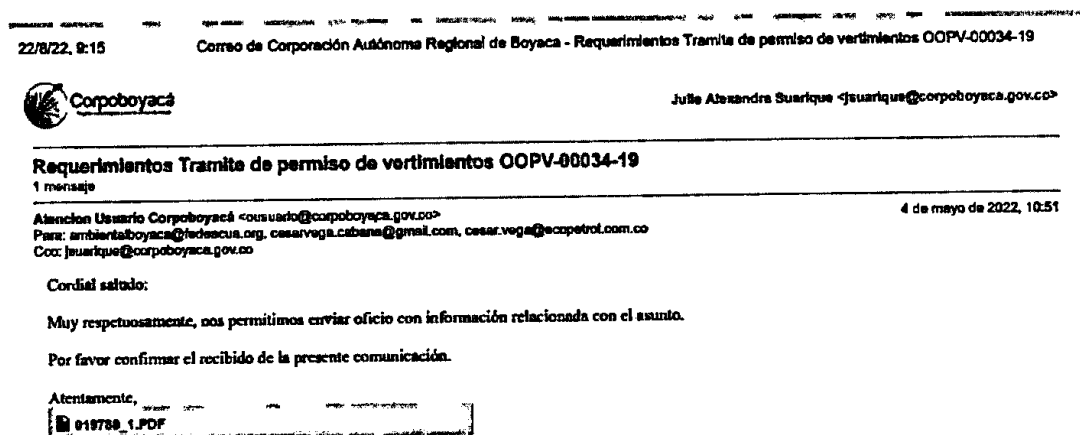 22/8/22, 9:15 Correo de Corporación Autónoma Regional de Boyaca - Requerimientos Tramite de permiso de vertimientos OOPV-00034-19
Corpoboyacá
Julie Alexandra Suarique <jsuarique@corpoboyaca.gov.co>
Requerimientos Tramite de permiso de vertimientos OOPV-00034-19
1 mensaje
Atencion Usuario Corpoboyacá <ousuario@corpoboyaca.gov.co>
4 de mayo de 2022, 10:51
Para: ambientalboyaca@fedeacua.org, cesarvega.cabana@gmail.com, cesar.vega@ecopetrol.com.co
Cco: jsuarique@corpoboyaca.gov.co
Cordial saludo:
Muy respetuosamente, nos permitimos enviar oficio con información relacionada con el asunto.
Por favor confirmar el recibido de la presente comunicación.
Atentamente,
019788_1.PDF